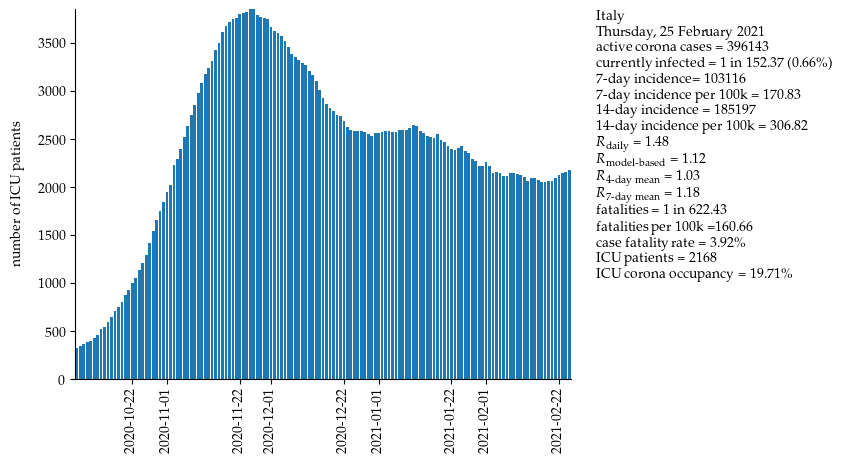 Italy
Thursday, 25 February 2021
active corona cases = 396143
currently infected = 1 in 152.37 (0.66%)
7-day incidence= 103116
7-day incidence per 100k = 170.83
14-day incidence = 185197
14-day incidence per 100k = 306.82
R daily = 1.48
R model-based = 1.12
R 4-day mean = 1.03
R 7-day mean = 1.18
fatalities = 1 in 622.43
fatalities per 100k =160.66
case fatality rate = 3.92%
ICU patients = 2168
ICU corona occupancy = 19.71%
number of ICU patients
3500
3000
2500
2000
1500
1000
500
0
2020-10-22
2020-11-01
2020-11-22
2020-12-01
2020-12-22
2021-01-01
2021-01-22
2021-02-01
2021-02-22